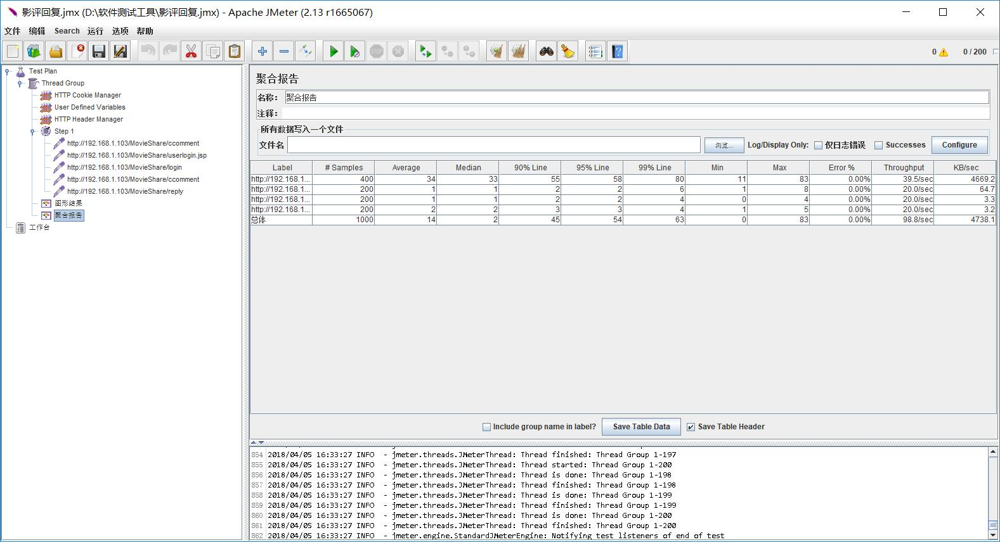 影评回复.jmx (D:\软件测试工具\影评回复.jmx) - Apache JMeter (2.13 r1665067)
文件 编辑 Search 运行 选项 帮助
0 0 / 200
Test Plan
Thread Group
HTTP Cookie Manager
User Defined Variables
HTTP Header Manager
Step 1
http://192.168.1.103/MovieShare/ccomment
http://192.168.1.103/MovieShare/userlogin.jsp
http://192.168.1.103/MovieShare/login
http://192.168.1.103/MovieShare/ccomment
http://192.168.1.103/MovieShare/reply
图形结果
聚合报告
工作台
聚合报告
名称: 聚合报告
注释:
所有数据写入一个文件
文件名 浏览... Log/Display Only: 仅日志错误 Successes Configure
Label # Samples Average Median 90% Line 95% Line 99% Line Min Max Error % Throughput KB/sec
http://192.168.1... 400 34 33 55 58 80 11 83 0.00% 39.5/sec 4669.2
http://192.168.1... 200 1 1 2 2 6 1 8 0.00% 20.0/sec 64.7
http://192.168.1... 200 1 1 2 2 4 0 4 0.00% 20.0/sec 3.3
http://192.168.1... 200 2 2 3 3 4 1 5 0.00% 20.0/sec 3.2
总体 1000 14 2 45 54 63 0 83 0.00% 98.8/sec 4738.1
Include group name in label? Save Table Data Save Table Header
854 2018/04/05 16:33:27 INFO - jmeter.threads.JMeterThread: Thread finished: Thread Group 1-197
855 2018/04/05 16:33:27 INFO - jmeter.threads.JMeterThread: Thread started: Thread Group 1-200
856 2018/04/05 16:33:27 INFO - jmeter.threads.JMeterThread: Thread is done: Thread Group 1-198
857 2018/04/05 16:33:27 INFO - jmeter.threads.JMeterThread: Thread finished: Thread Group 1-198
858 2018/04/05 16:33:27 INFO - jmeter.threads.JMeterThread: Thread is done: Thread Group 1-199
859 2018/04/05 16:33:27 INFO - jmeter.threads.JMeterThread: Thread finished: Thread Group 1-199
860 2018/04/05 16:33:27 INFO - jmeter.threads.JMeterThread: Thread is done: Thread Group 1-200
861 2018/04/05 16:33:27 INFO - jmeter.threads.JMeterThread: Thread finished: Thread Group 1-200
862 2018/04/05 16:33:27 INFO - jmeter.engine.StandardJMeterEngine: Notifying test listeners of end of test